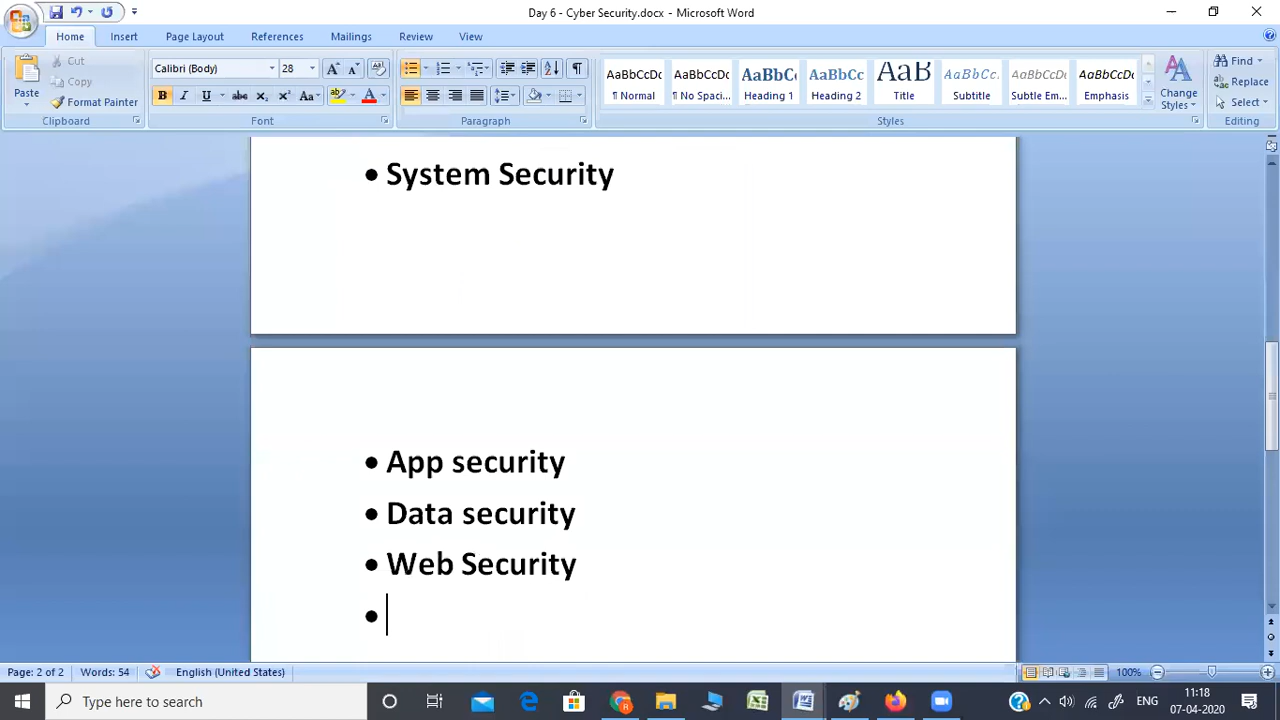 Day 6 - Cyber Security.docx - Microsoft Word
Home Insert Page Layout References Mailings Review View
Paste
Cut
Copy
Format Painter
Clipboard
Calibri (Body) 28
Font
Paragraph
AaBbCcDc
¶ Normal
AaBbCcDc
¶ No Spaci...
AaBbC
Heading 1
AaBbCc
Heading 2
AaB
Title
AaBbCc.
Subtitle
AaBbCcDc
Subtle Em...
AaBbCcDc
Emphasis
Change Styles
Styles
Find
Replace
Select
Editing
• System Security
• App security
• Data security
• Web Security
•
Page: 2 of 2 Words: 54 English (United States) 100%
Type here to search
ENG
11:18
07-04-2020